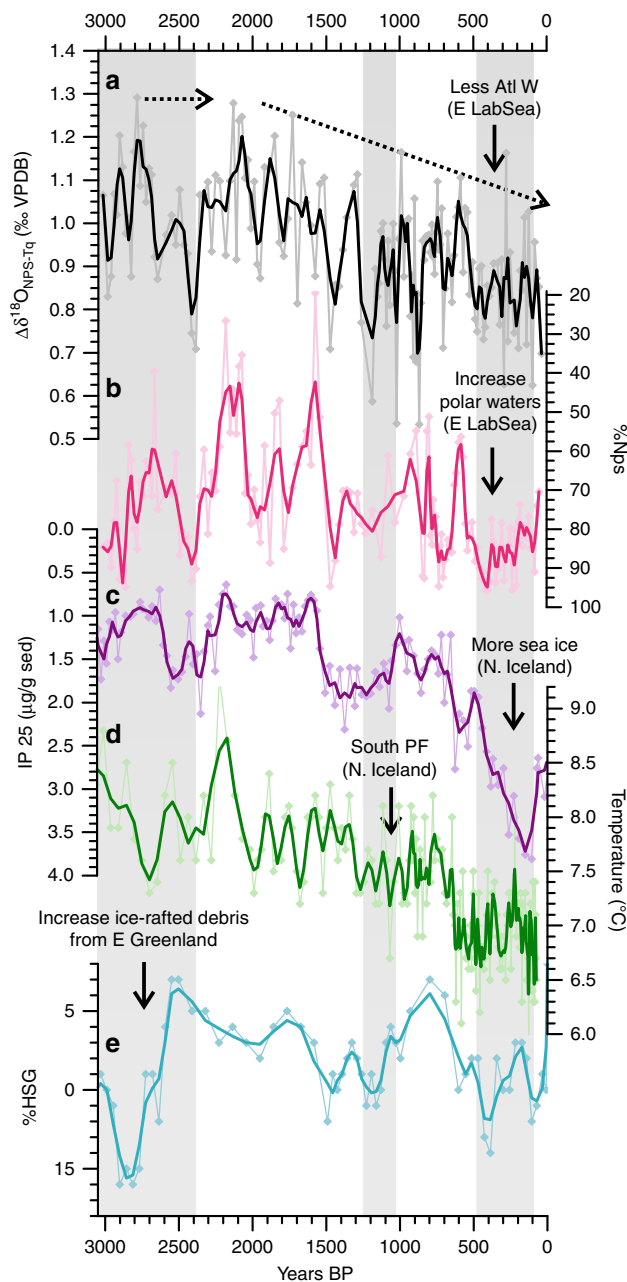 3000 2500 2000 1500 1000 500 0
1.4
a
1.3
Less Atl W
(E LabSea)
1.2
1.1
1.0
0.9
0.8
0.7
0.6
0.5
Δδ¹⁸O NPS-Tq (‰ VPDB)
20
30
40
50
60
70
80
90
100
%Nps
b
Increase
polar waters
(E LabSea)
0.0
0.5
1.0
1.5
2.0
2.5
3.0
3.5
4.0
IP 25 (μg/g sed)
c
More sea ice
(N. Iceland)
d
South PF
(N. Iceland)
9.0
8.5
8.0
7.5
7.0
6.5
6.0
Temperature (°C)
Increase ice-rafted debris
from E Greenland
e
5
0
15
%HSG
3000 2500 2000 1500 1000 500 0
Years BP